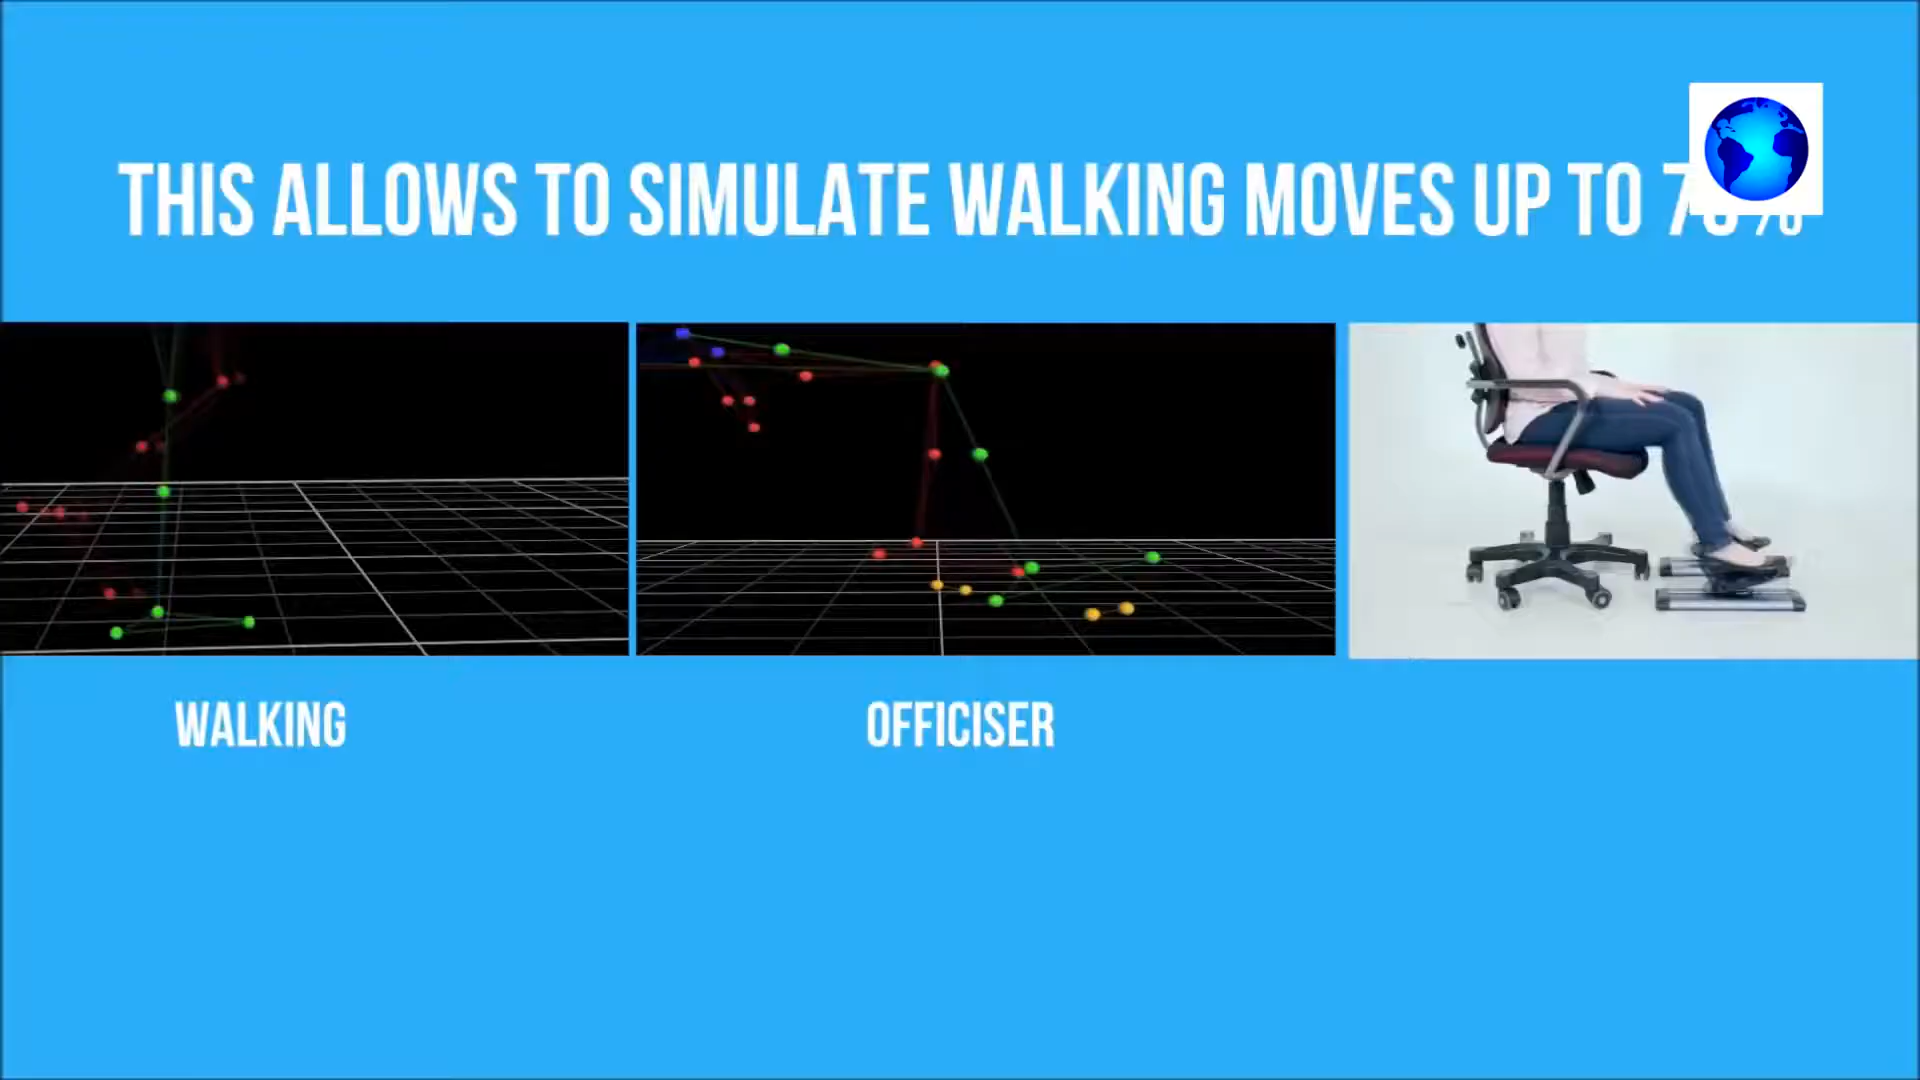 THIS ALLOWS TO SIMULATE WALKING MOVES UP TO
WALKING
OFFICISER